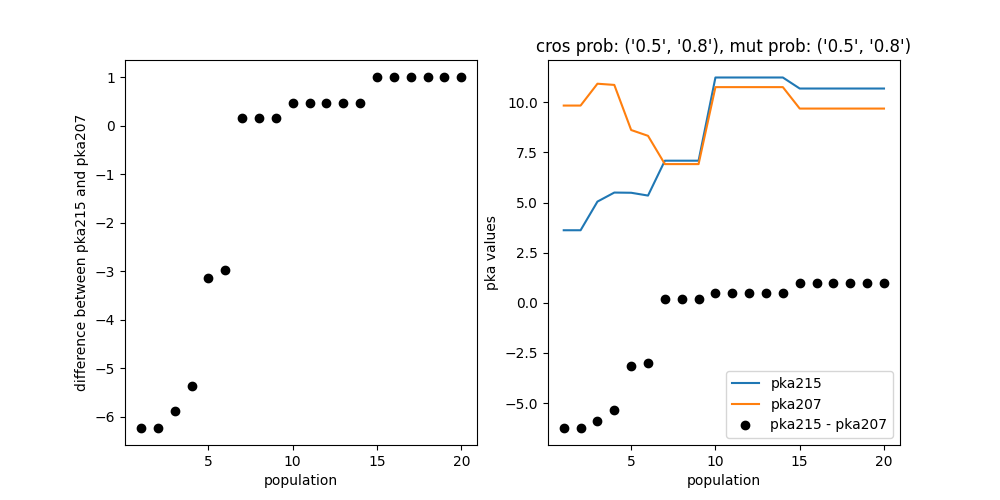 cros prob: ('0.5', '0.8'), mut prob: ('0.5', '0.8')
difference between pka215 and pka207
1
0
−1
−2
−3
−4
−5
−6
5
10
15
20
population
pka values
10.0
7.5
5.0
2.5
0.0
−2.5
−5.0
pka215
pka207
pka215 - pka207
5
10
15
20
population